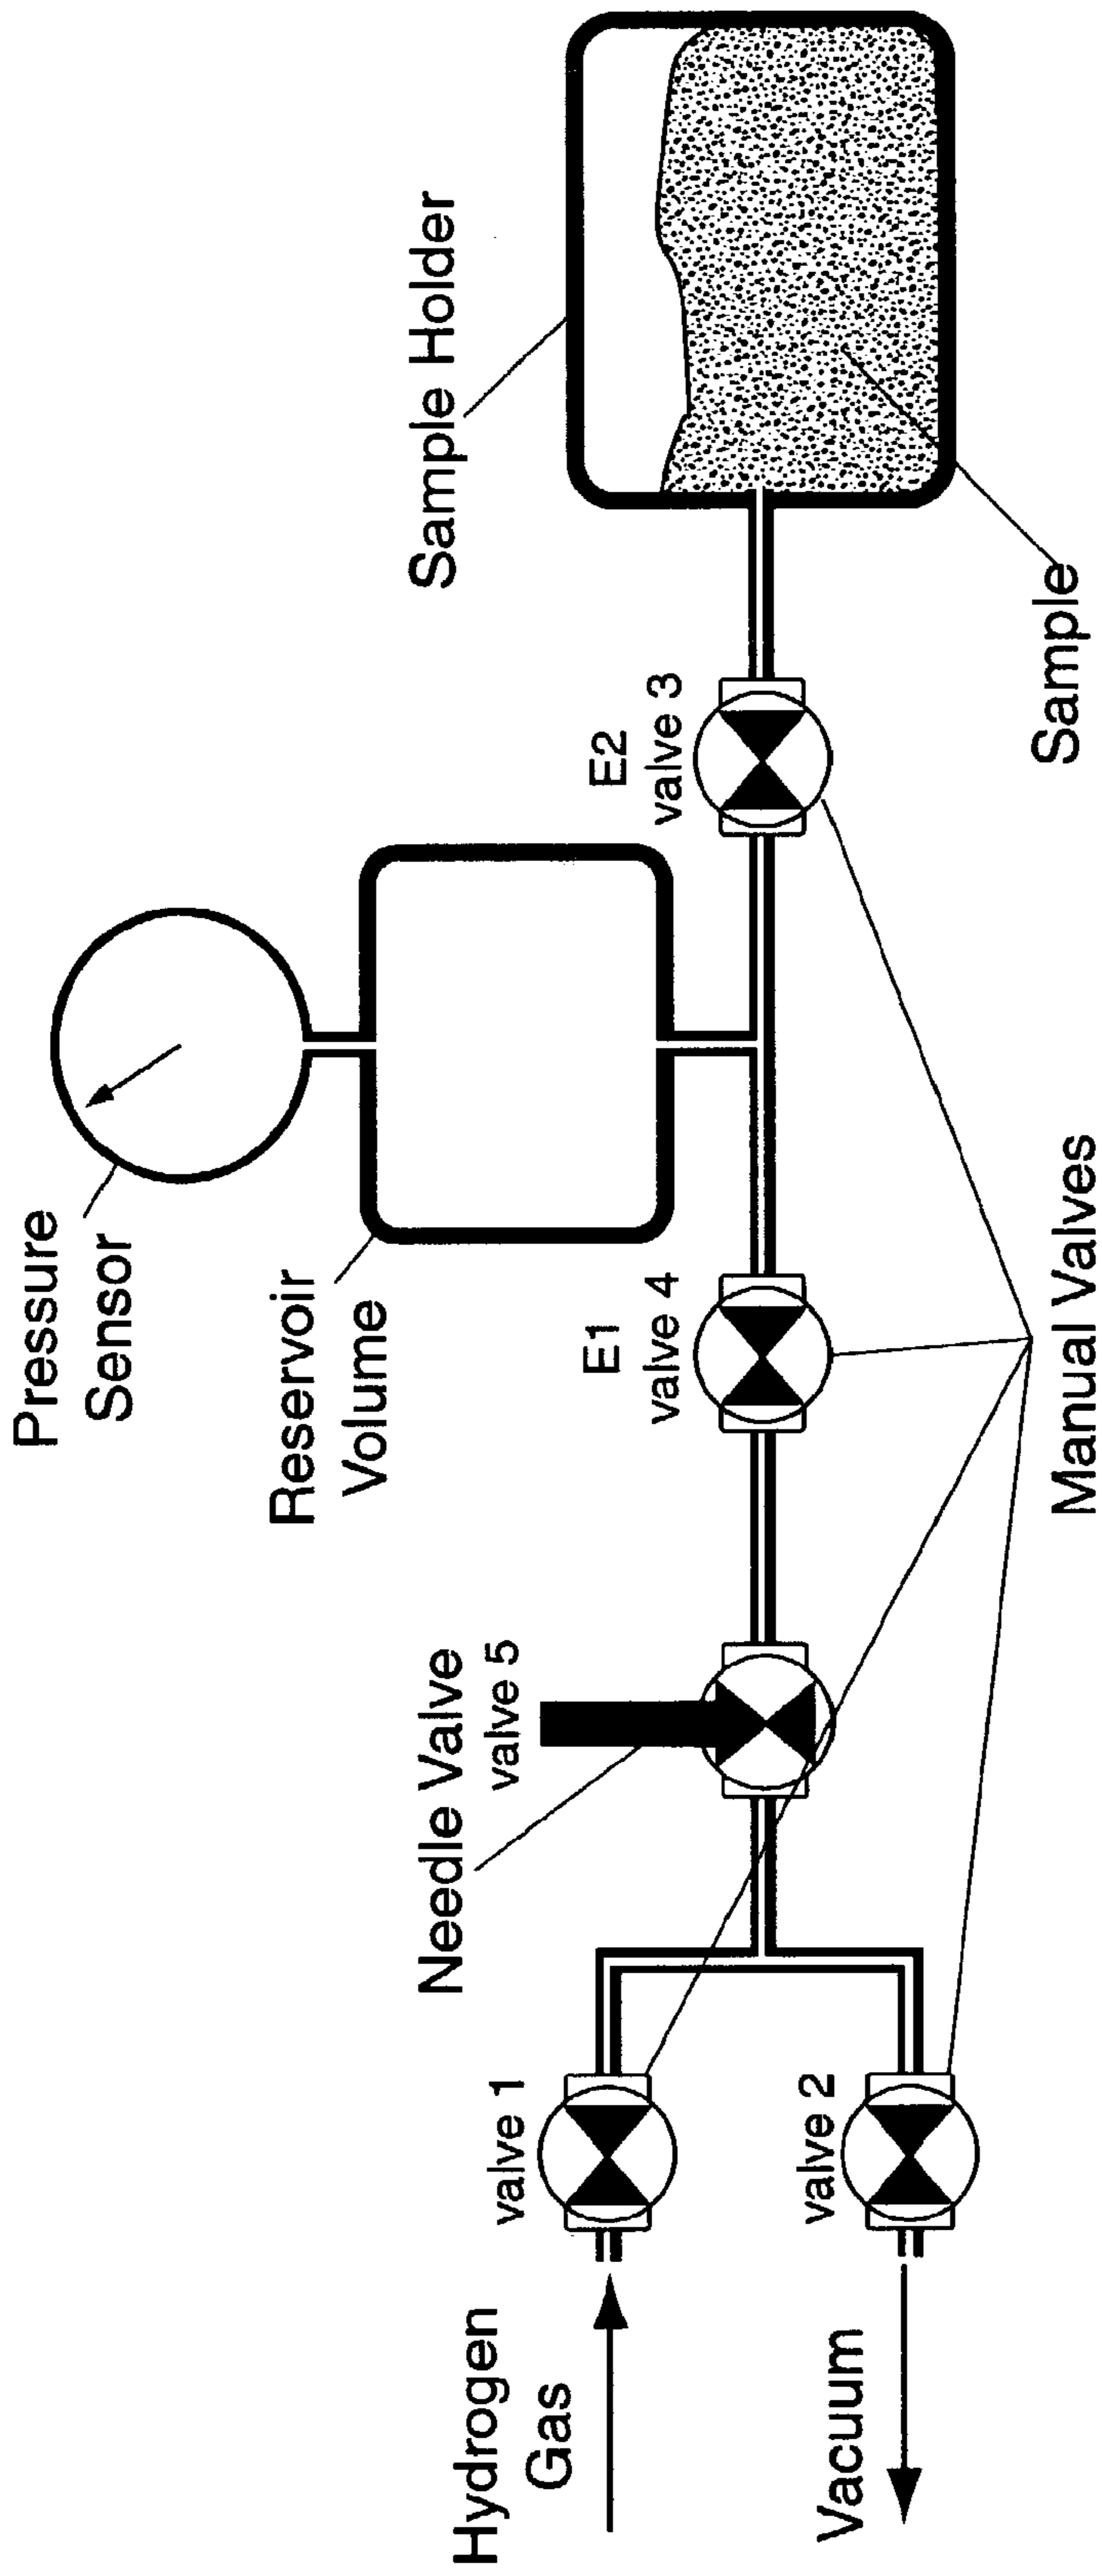 Pressure
Sensor
Reservoir
Volume
Sample Holder
Needle Valve
valve 5
E1
valve 4
E2
valve 3
Hydrogen
Gas
valve 1
Vacuum
valve 2
Manual Valves
Sample